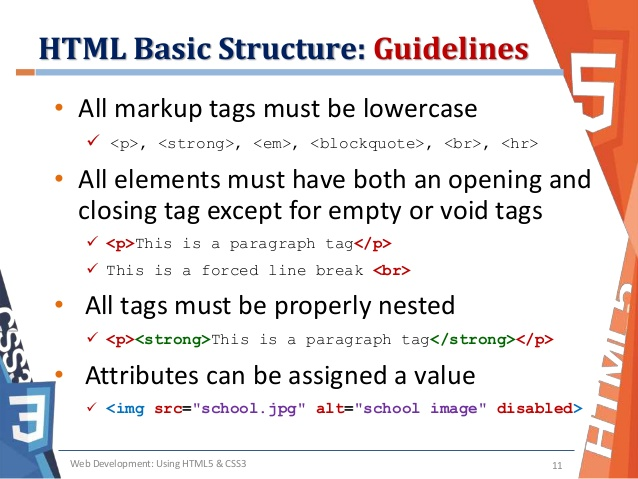 HTML Basic Structure: Guidelines
• All markup tags must be lowercase
✓ <p>, <strong>, <em>, <blockquote>, <br>, <hr>
• All elements must have both an opening and
closing tag except for empty or void tags
✓ <p>This is a paragraph tag</p>
✓ This is a forced line break <br>
• All tags must be properly nested
✓ <p><strong>This is a paragraph tag</strong></p>
• Attributes can be assigned a value
✓ <img src="school.jpg" alt="school image" disabled>
Web Development: Using HTML5 & CSS3
11
CSS3
3
5
HTML5